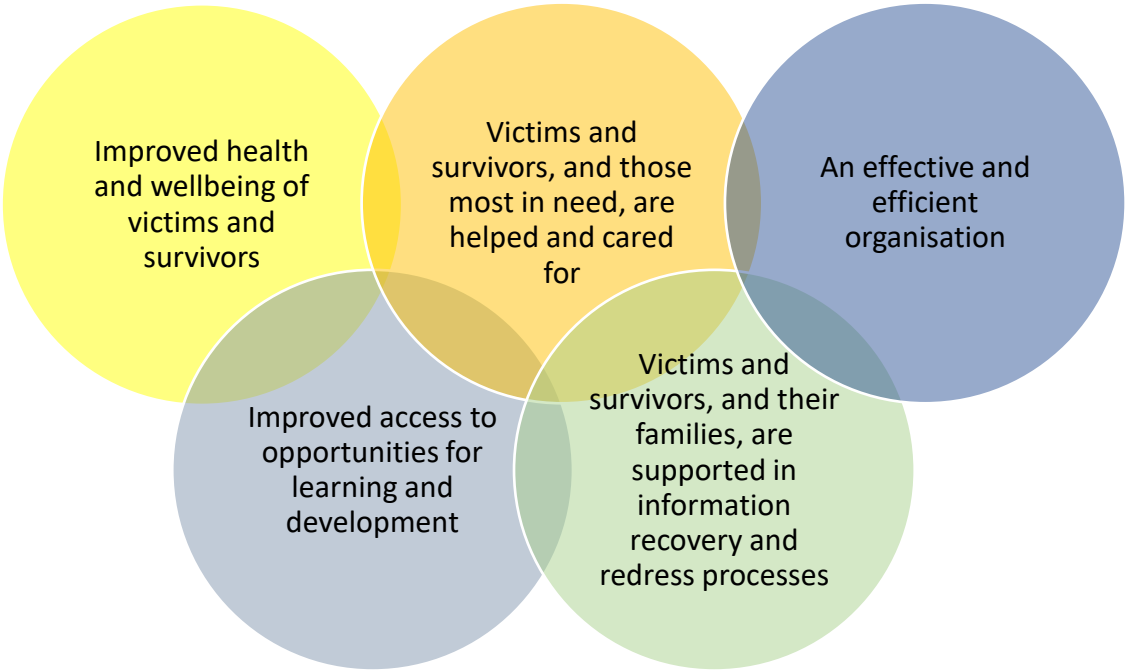 Improved health
and wellbeing of
victims and
survivors
Victims and
survivors, and those
most in need, are
helped and cared
for
An effective and
efficient
organisation
Improved access to
opportunities for
learning and
development
Victims and
survivors, and their
families, are
supported in
information
recovery and
redress processes